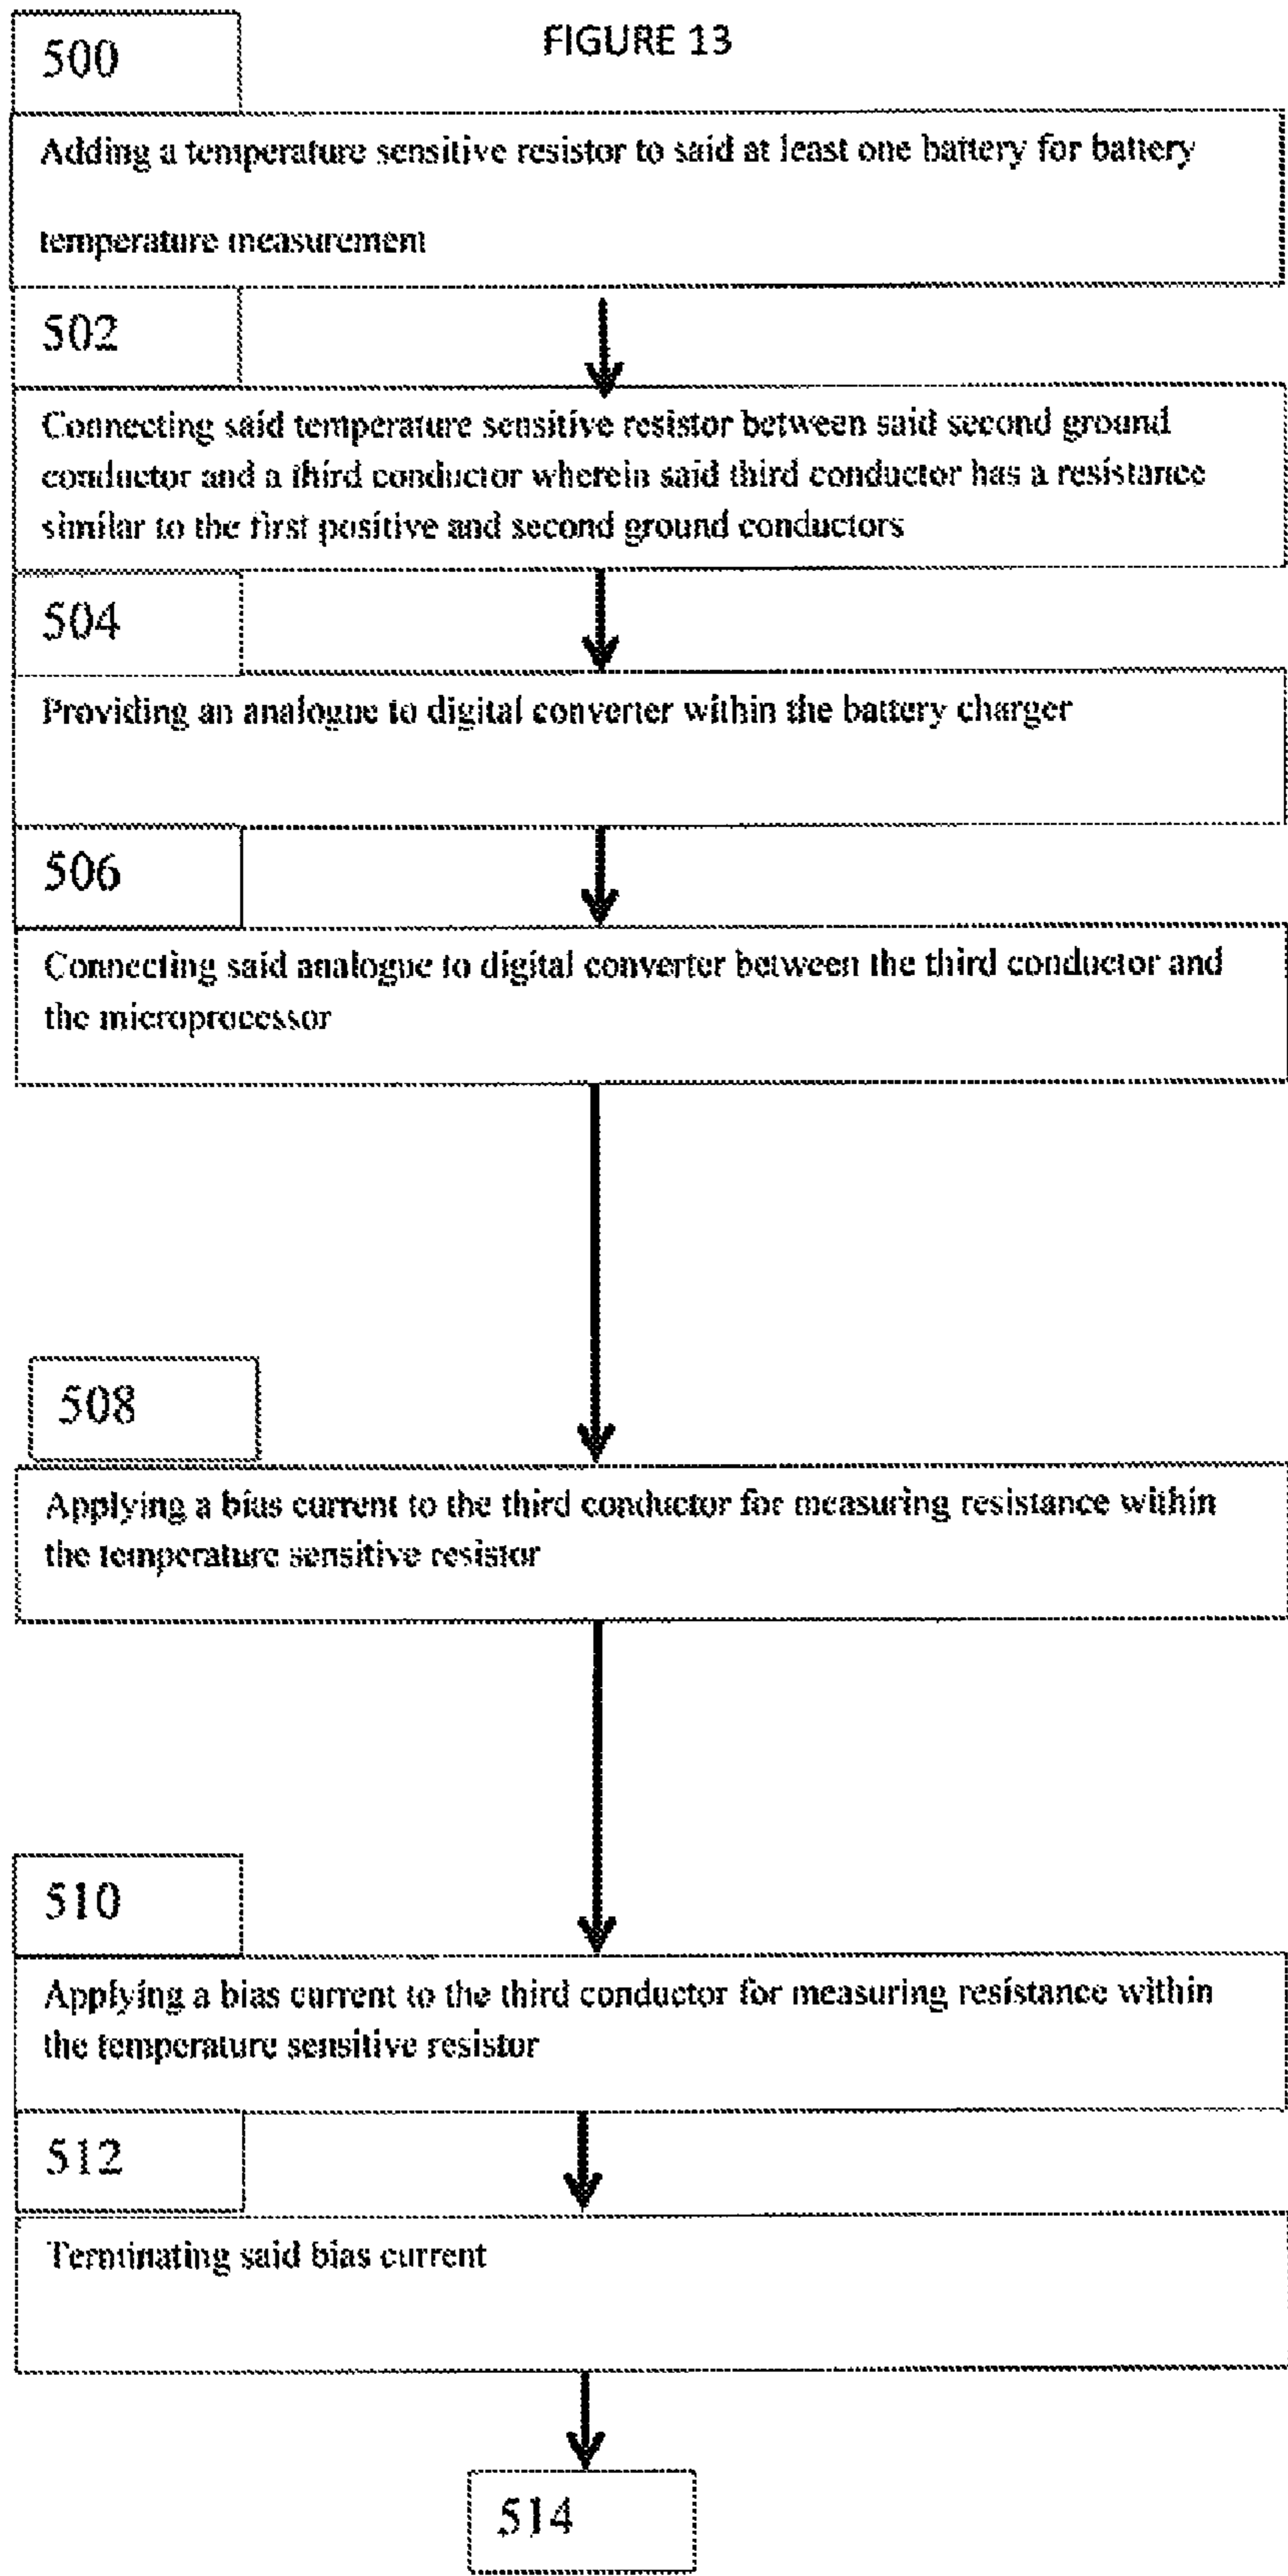 FIGURE 13
500
Adding a temperature sensitive resistor to said at least one battery for battery
temperature measurement
502
Connecting said temperature sensitive resistor between said second ground
conductor and a third conductor wherein said third conductor has a resistance
similar to the first positive and second ground conductors
504
Providing an analogue to digital converter within the battery charger
506
Connecting said analogue to digital converter between the third conductor and
the microprocessor
508
Applying a bias current to the third conductor for measuring resistance within
the temperature sensitive resistor
510
Applying a bias current to the third conductor for measuring resistance within
the temperature sensitive resistor
512
Terminating said bias current
514